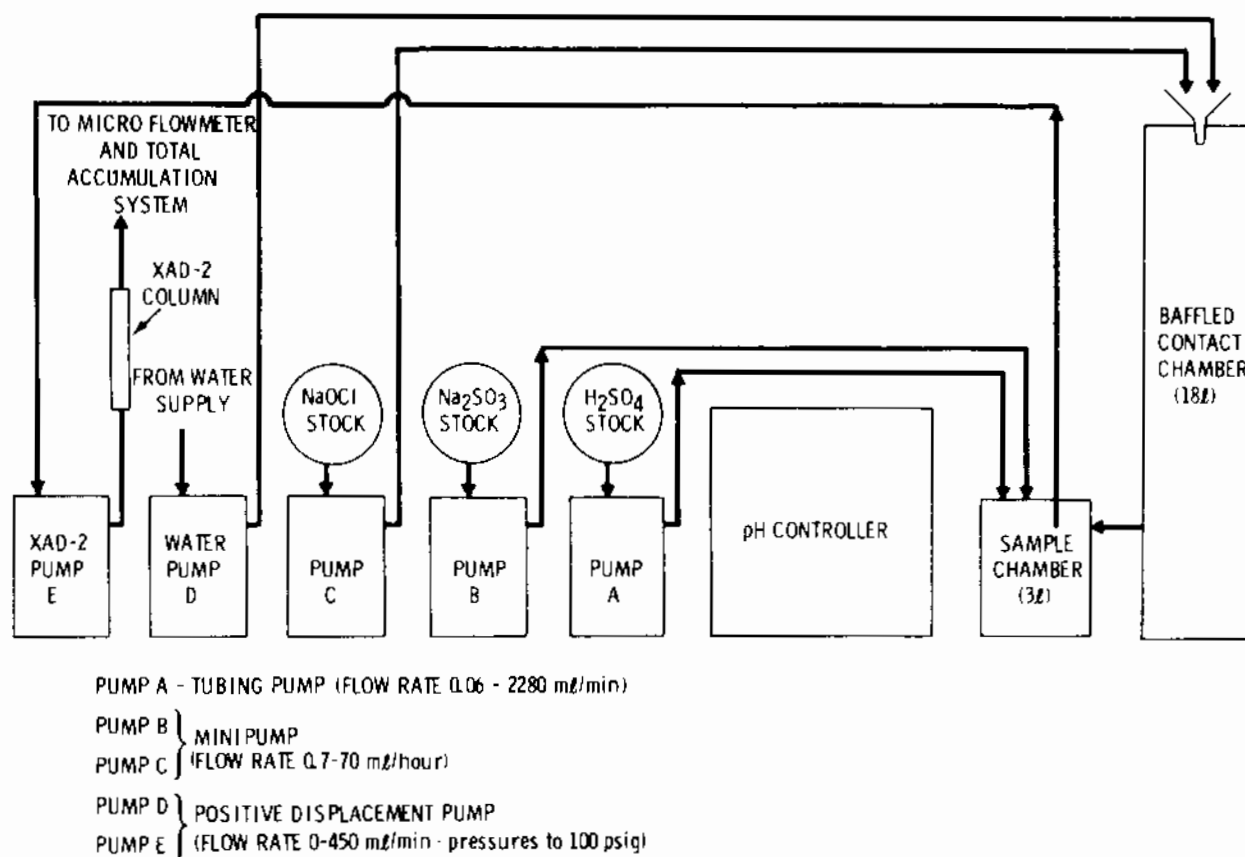 TO MICRO FLOWMETER
AND TOTAL
ACCUMULATION
SYSTEM
XAD-2
COLUMN
FROM WATER
SUPPLY
NaOCl
STOCK
Na₂SO₃
STOCK
H₂SO₄
STOCK
BAFFLED
CONTACT
CHAMBER
(18ℓ)
XAD-2
PUMP
E
WATER
PUMP
D
PUMP
C
PUMP
B
PUMP
A
pH CONTROLLER
SAMPLE
CHAMBER
(3ℓ)
PUMP A - TUBING PUMP (FLOW RATE 0.06 - 2280 mℓ/min)
PUMP B
PUMP C
MINI PUMP
(FLOW RATE 0.7-70 mℓ/hour)
PUMP D
PUMP E
POSITIVE DISPLACEMENT PUMP
(FLOW RATE 0-450 mℓ/min - pressures to 100 psig)